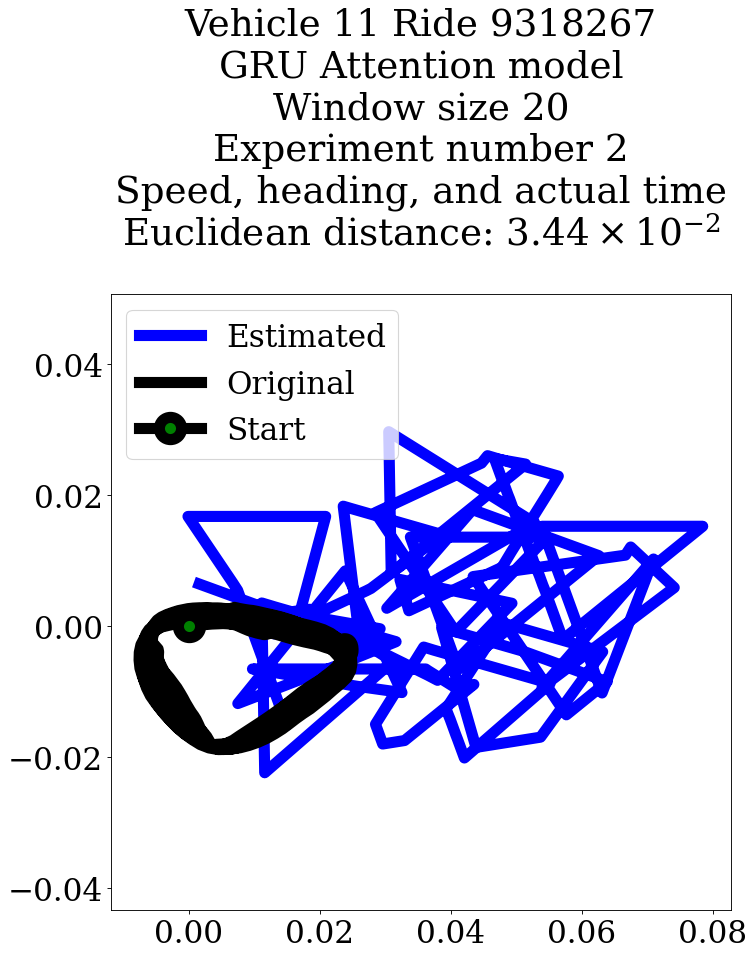 Vehicle 11 Ride 9318267
GRU Attention model
Window size 20
Experiment number 2
Speed, heading, and actual time
Euclidean distance: 3.44 × 10⁻²
Estimated
Original
Start
0.04
0.02
0.00
−0.02
−0.04
0.00 0.02 0.04 0.06 0.08